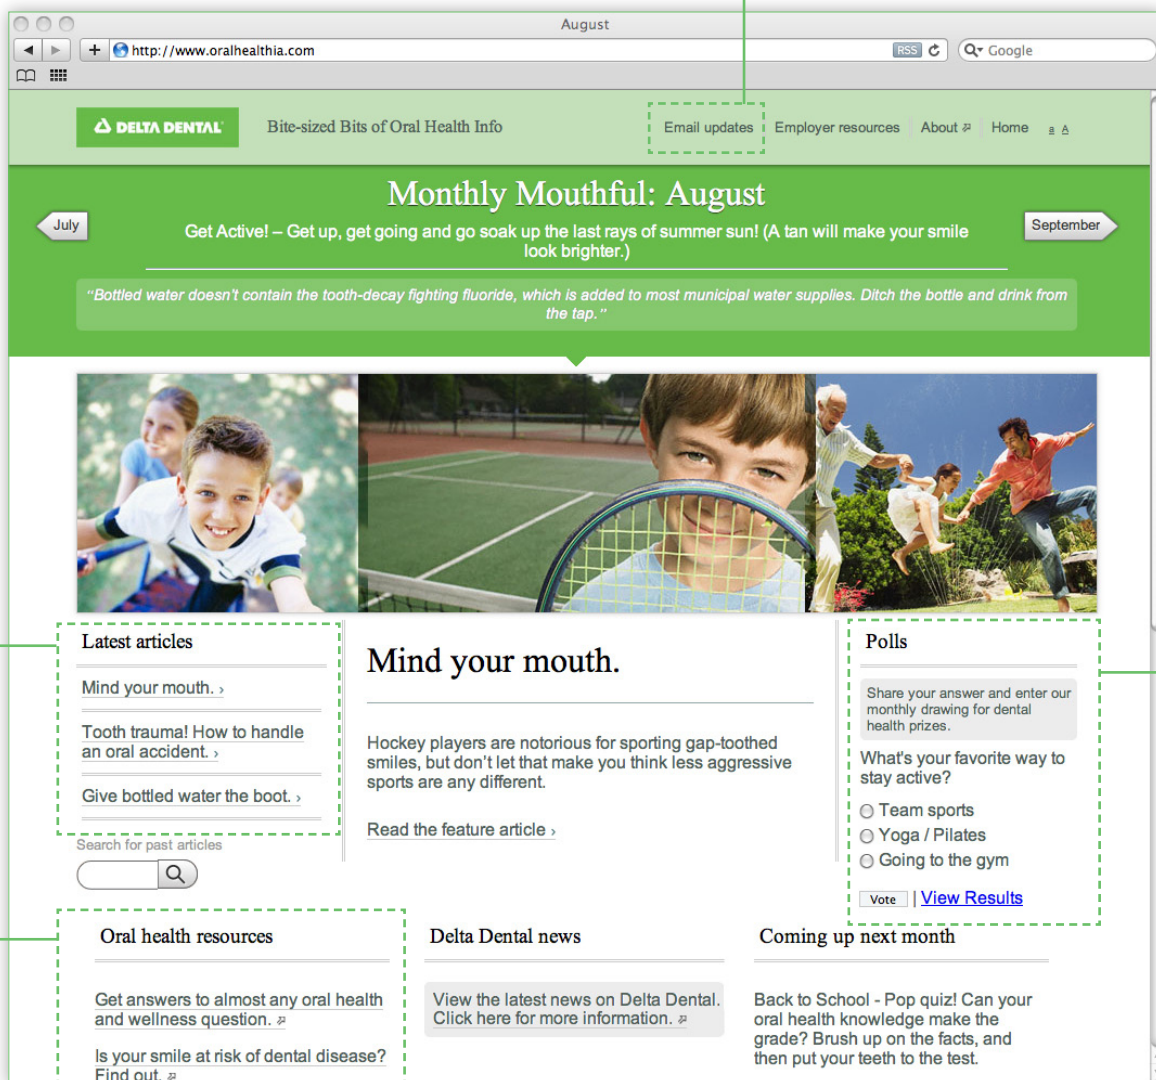 August
http://www.oralhealthia.com
RSS
Google
DELTA DENTAL
Bite-sized Bits of Oral Health Info
Email updates
Employer resources
About
Home
a A
Monthly Mouthful: August
July
September
Get Active! – Get up, get going and go soak up the last rays of summer sun! (A tan will make your smile
look brighter.)
“Bottled water doesn’t contain the tooth-decay fighting fluoride, which is added to most municipal water supplies. Ditch the bottle and drink from
the tap.”
Latest articles
Mind your mouth. ›
Tooth trauma! How to handle
an oral accident. ›
Give bottled water the boot. ›
Search for past articles
Mind your mouth.
Hockey players are notorious for sporting gap-toothed
smiles, but don’t let that make you think less aggressive
sports are any different.
Read the feature article ›
Polls
Share your answer and enter our
monthly drawing for dental
health prizes.
What's your favorite way to
stay active?
Team sports
Yoga / Pilates
Going to the gym
Vote | View Results
Oral health resources
Get answers to almost any oral health
and wellness question.
Is your smile at risk of dental disease?
Find out.
Delta Dental news
View the latest news on Delta Dental.
Click here for more information.
Coming up next month
Back to School - Pop quiz! Can your
oral health knowledge make the
grade? Brush up on the facts, and
then put your teeth to the test.